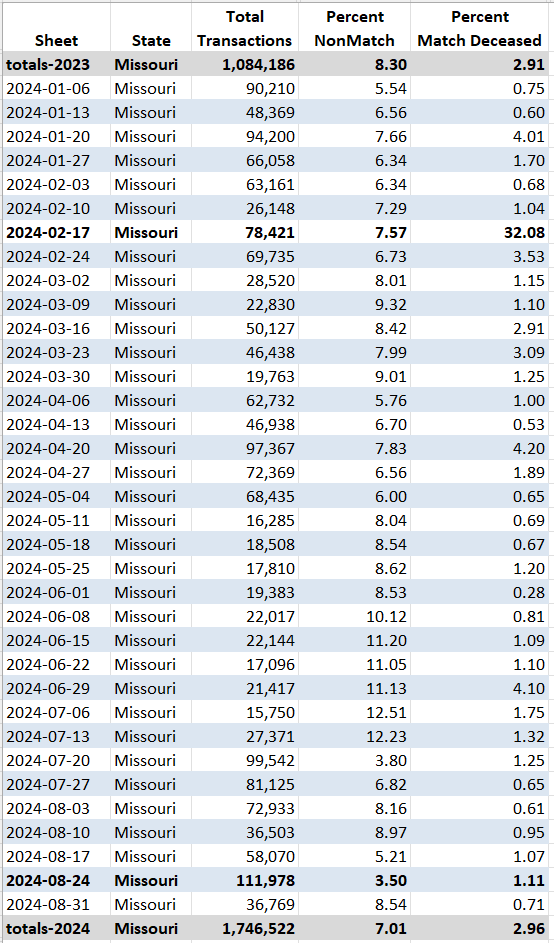 Total Percent Percent
Sheet State Transactions NonMatch Match Deceased
totals-2023 Missouri 1,084,186 8.30 2.91
2024-01-06 Missouri 90,210 5.54 0.75
2024-01-13 Missouri 48,369 6.56 0.60
2024-01-20 Missouri 94,200 7.66 4.01
2024-01-27 Missouri 66,058 6.34 1.70
2024-02-03 Missouri 63,161 6.34 0.68
2024-02-10 Missouri 26,148 7.29 1.04
2024-02-17 Missouri 78,421 7.57 32.08
2024-02-24 Missouri 69,735 6.73 3.53
2024-03-02 Missouri 28,520 8.01 1.15
2024-03-09 Missouri 22,830 9.32 1.10
2024-03-16 Missouri 50,127 8.42 2.91
2024-03-23 Missouri 46,438 7.99 3.09
2024-03-30 Missouri 19,763 9.01 1.25
2024-04-06 Missouri 62,732 5.76 1.00
2024-04-13 Missouri 46,938 6.70 0.53
2024-04-20 Missouri 97,367 7.83 4.20
2024-04-27 Missouri 72,369 6.56 1.89
2024-05-04 Missouri 68,435 6.00 0.65
2024-05-11 Missouri 16,285 8.04 0.69
2024-05-18 Missouri 18,508 8.54 0.67
2024-05-25 Missouri 17,810 8.62 1.20
2024-06-01 Missouri 19,383 8.53 0.28
2024-06-08 Missouri 22,017 10.12 0.81
2024-06-15 Missouri 22,144 11.20 1.09
2024-06-22 Missouri 17,096 11.05 1.10
2024-06-29 Missouri 21,417 11.13 4.10
2024-07-06 Missouri 15,750 12.51 1.75
2024-07-13 Missouri 27,371 12.23 1.32
2024-07-20 Missouri 99,542 3.80 1.25
2024-07-27 Missouri 81,125 6.82 0.65
2024-08-03 Missouri 72,933 8.16 0.61
2024-08-10 Missouri 36,503 8.97 0.95
2024-08-17 Missouri 58,070 5.21 1.07
2024-08-24 Missouri 111,978 3.50 1.11
2024-08-31 Missouri 36,769 8.54 0.71
totals-2024 Missouri 1,746,522 7.01 2.96